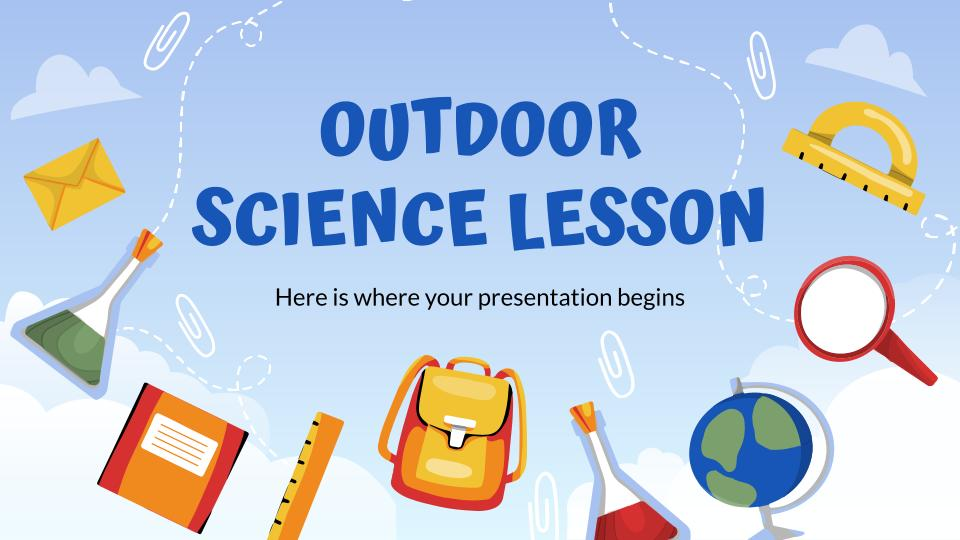 OUTDOOR
SCIENCE LESSON
Here is where your presentation begins